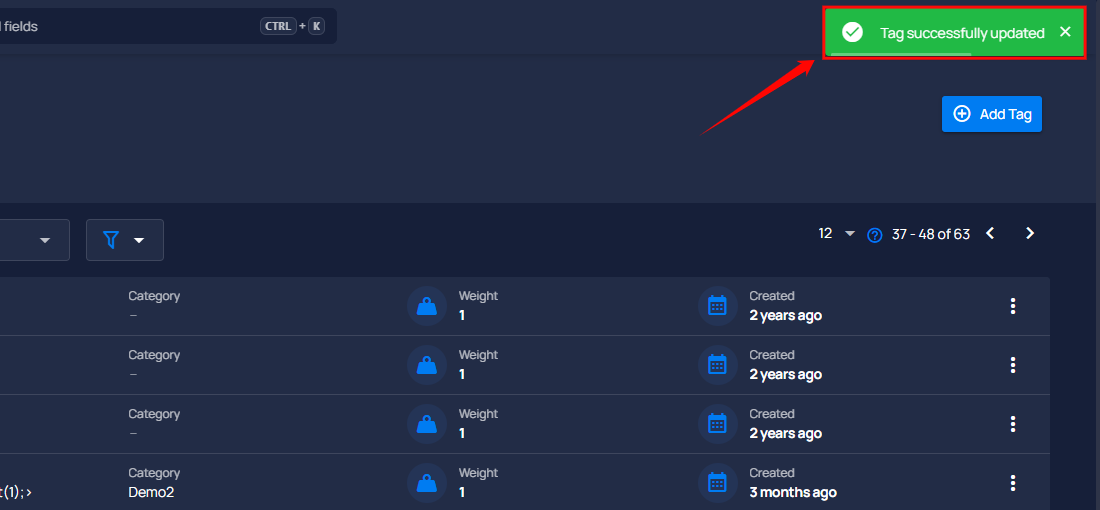 l fields
CTRL + K
Tag successfully updated
Add Tag
12
37 - 48 of 63
Category
Weight
Created
–
1
2 years ago
Category
Weight
Created
–
1
2 years ago
Category
Weight
Created
–
1
2 years ago
Category
Weight
Created
t(1);>
Demo2
1
3 months ago